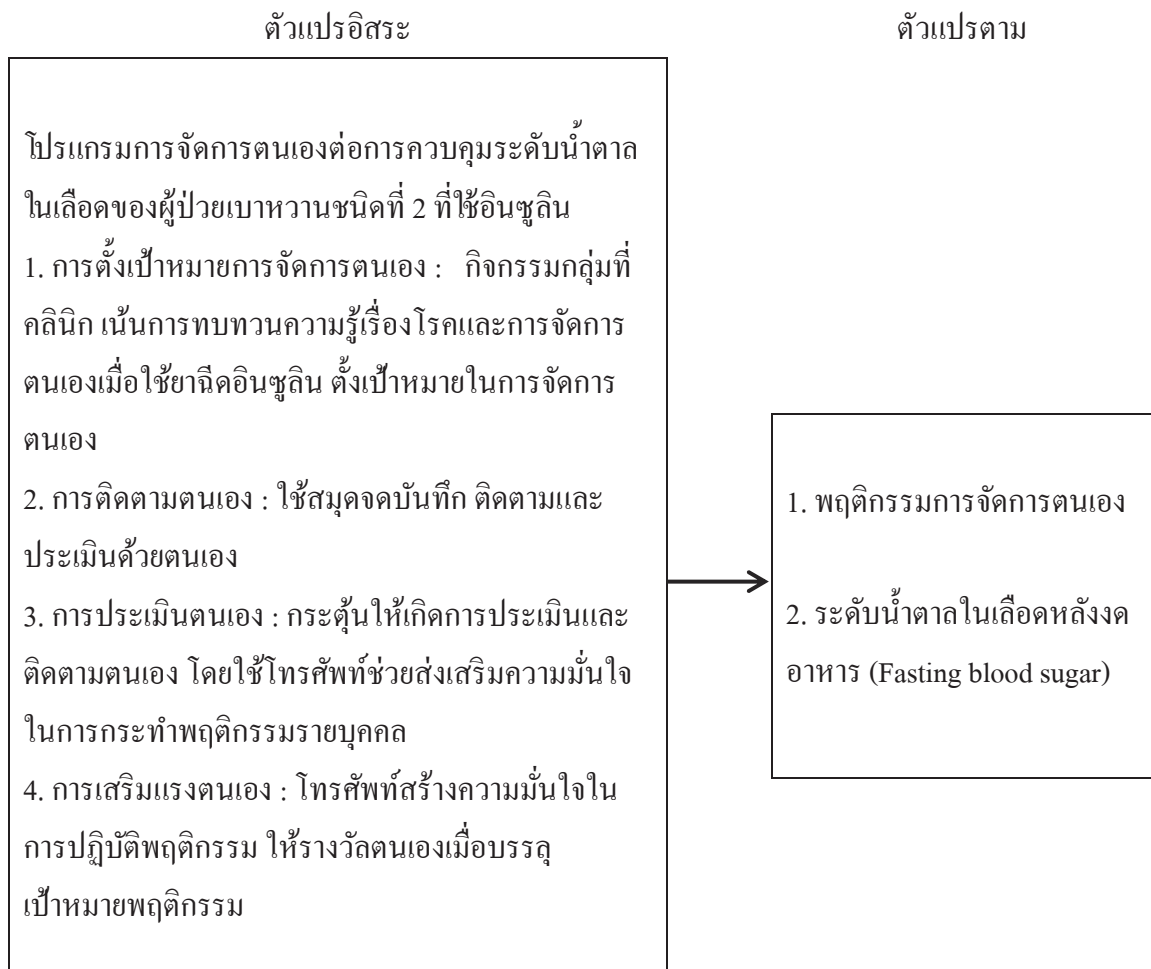 ตัวแปรอิสระ
ตัวแปรตาม
โปรแกรมการจัดการตนเองต่อการควบคุมระดับน้ำตาล
ในเลือดของผู้ป่วยเบาหวานชนิดที่ 2 ที่ใช้อินซูลิน
1. การตั้งเป้าหมายการจัดการตนเอง : กิจกรรมกลุ่มที่
คลินิก เน้นการทบทวนความรู้เรื่องโรคและการจัดการ
ตนเองเมื่อใช้ยาฉีดอินซูลิน ตั้งเป้าหมายในการจัดการ
ตนเอง
2. การติดตามตนเอง : ใช้สมุดจดบันทึก ติดตามและ
ประเมินด้วยตนเอง
3. การประเมินตนเอง : กระตุ้นให้เกิดการประเมินและ
ติดตามตนเอง โดยใช้โทรศัพท์ช่วยส่งเสริมความมั่นใจ
ในการกระทำพฤติกรรมรายบุคคล
4. การเสริมแรงตนเอง : โทรศัพท์สร้างความมั่นใจใน
การปฏิบัติพฤติกรรม ให้รางวัลตนเองเมื่อบรรลุ
เป้าหมายพฤติกรรม
1. พฤติกรรมการจัดการตนเอง
2. ระดับน้ำตาลในเลือดหลังงด
อาหาร (Fasting blood sugar)